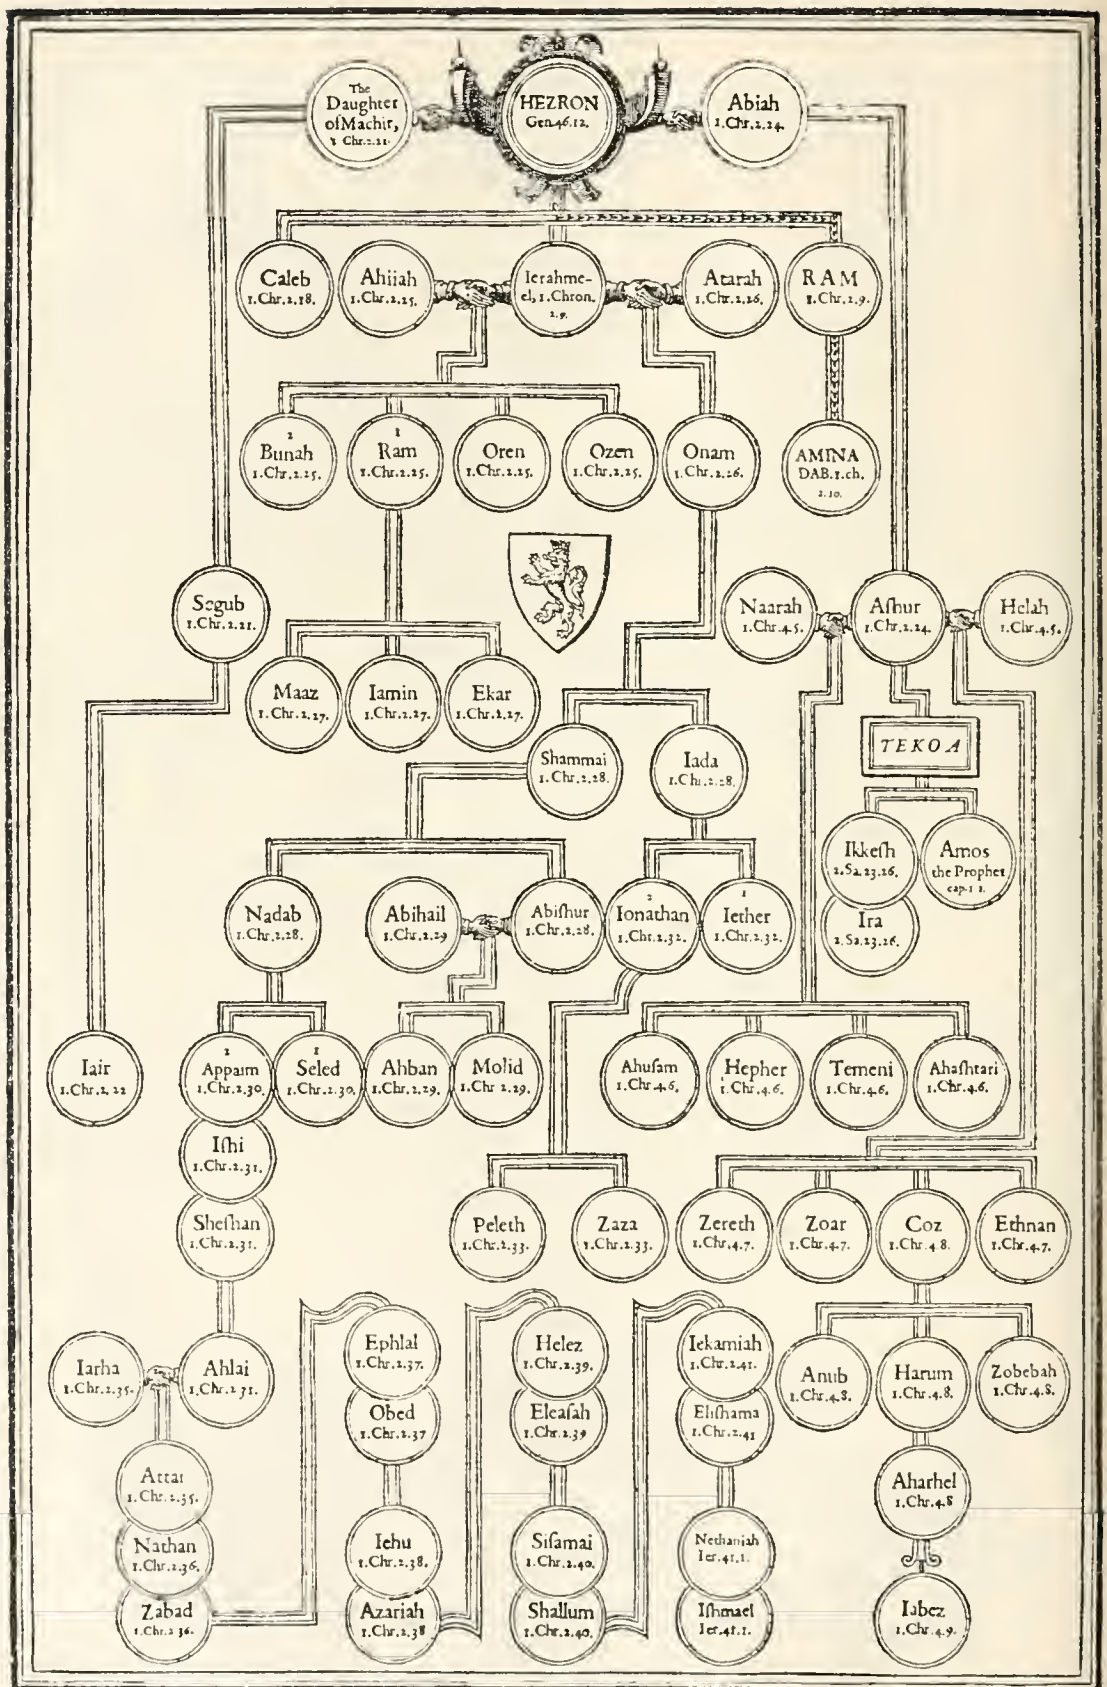 The
Daughter
of Machir,
1 Chr.2.21.
HEZRON
Gen.46.12.
Abiah
1.Chr.2.24.
Caleb
1.Chr.2.18.
Ahiiah
1.Chr.2.25.
Ierahme-
el, 1.Chron.
2.9.
Atarah
1.Chr.2.26.
RAM
1.Chr.2.9.
2
Bunah
1.Chr.2.25.
1
Ram
1.Chr.2.25.
Oren
1.Chr.2.25.
Ozen
1.Chr.2.25.
Onam
1.Chr.2.26.
AMINA
DAB.1.ch.
2.10.
Segub
1.Chr.2.21.
Naarah
1.Chr.4.5.
Aſhur
1.Chr.2.24.
Helah
1.Chr.4.5.
Maaz
1.Chr.2.27.
Iamin
1.Chr.2.27.
Ekar
1.Chr.2.27.
Shammai
1.Chr.2.28.
Iada
1.Chr.2.28.
TEKOA
Ikkeſh
2.Sa.23.26.
Amos
the Prophet
cap.1 1.
Ira
2.Sa.23.26.
Nadab
1.Chr.2.28.
Abihail
1.Chr.2.29
Abiſhur
1.Chr.2.28.
2
Ionathan
1.Chr.2.32.
1
Iether
1.Chr.2.32.
Iair
1.Chr.2.22
2
Appaim
1.Chr.2.30.
1
Seled
1.Chr.2.30.
Ahban
1.Chr.2.29.
Molid
1.Chr 2.29.
Ahuſam
1.Chr.4.6.
Hepher
1.Chr.4.6.
Temeni
1.Chr.4.6.
Ahaſhtari
1.Chr.4.6.
Iſhi
1.Chr.2.31.
Sheſhan
1.Chr.2.31.
Peleth
1.Chr.2.33.
Zaza
1.Chr.2.33.
Zereth
1.Chr.4.7.
Zoar
1.Chr.4.7.
Coz
1.Chr.4 8.
Ethnan
1.Chr.4.7.
Iarha
1.Chr.2.35.
Ahlai
1.Chr.2 31.
Ephlal
1.Chr.2.37.
Helez
1.Chr.2.39.
Iekamiah
1.Chr.2.41.
Anub
1.Chr.4.8.
Harum
1.Chr.4.8.
Zobebah
1.Chr.4.8.
Obed
1.Chr.2.37
Eleaſah
1.Chr.2.39
Eliſhama
1.Chr.2.41
Attai
1.Chr.2.35.
Aharhel
1.Chr.4.8
Nathan
1.Chr.2.36.
Iehu
1.Chr.2.38.
Siſamai
1.Chr.2.40.
Nethaniah
Ier.41.1.
Zabad
1.Chr.2 36.
Azariah
1.Chr.2.38
Shallum
1.Chr.2.40.
Iſhmael
Ier.41.1.
Iabez
1.Chr.4.9.